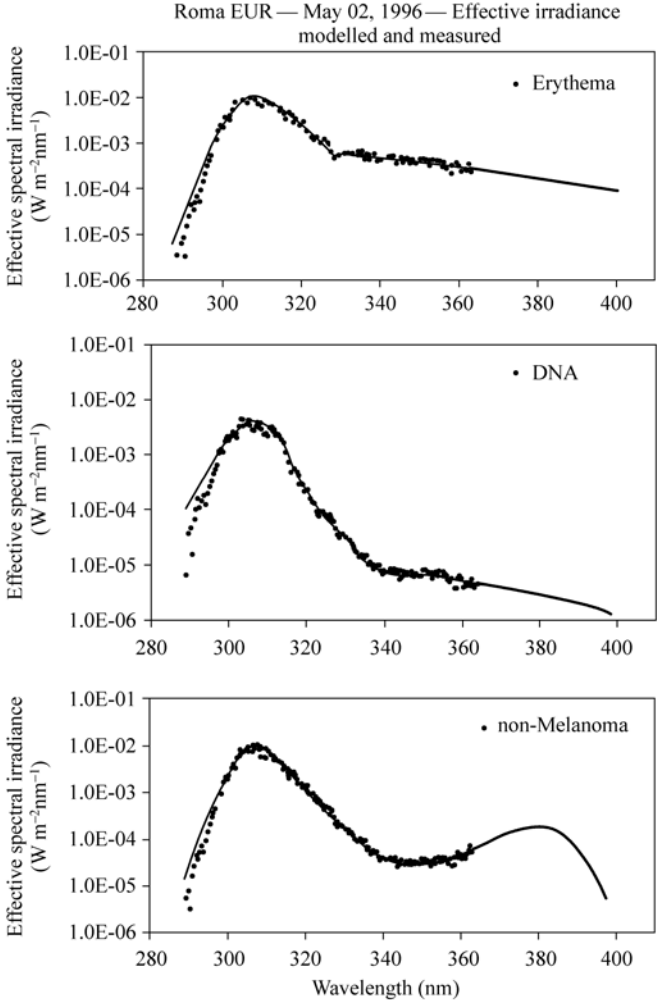 Roma EUR — May 02, 1996 — Effective irradiance
modelled and measured
Effective spectral irradiance
(W m⁻²nm⁻¹)
1.0E-01
1.0E-02
1.0E-03
1.0E-04
1.0E-05
1.0E-06
Erythema
280 300 320 340 360 380 400
Effective spectral irradiance
(W m⁻²nm⁻¹)
1.0E-01
1.0E-02
1.0E-03
1.0E-04
1.0E-05
1.0E-06
DNA
280 300 320 340 360 380 400
Effective spectral irradiance
(W m⁻²nm⁻¹)
1.0E-01
1.0E-02
1.0E-03
1.0E-04
1.0E-05
1.0E-06
non-Melanoma
280 300 320 340 360 380 400
Wavelength (nm)